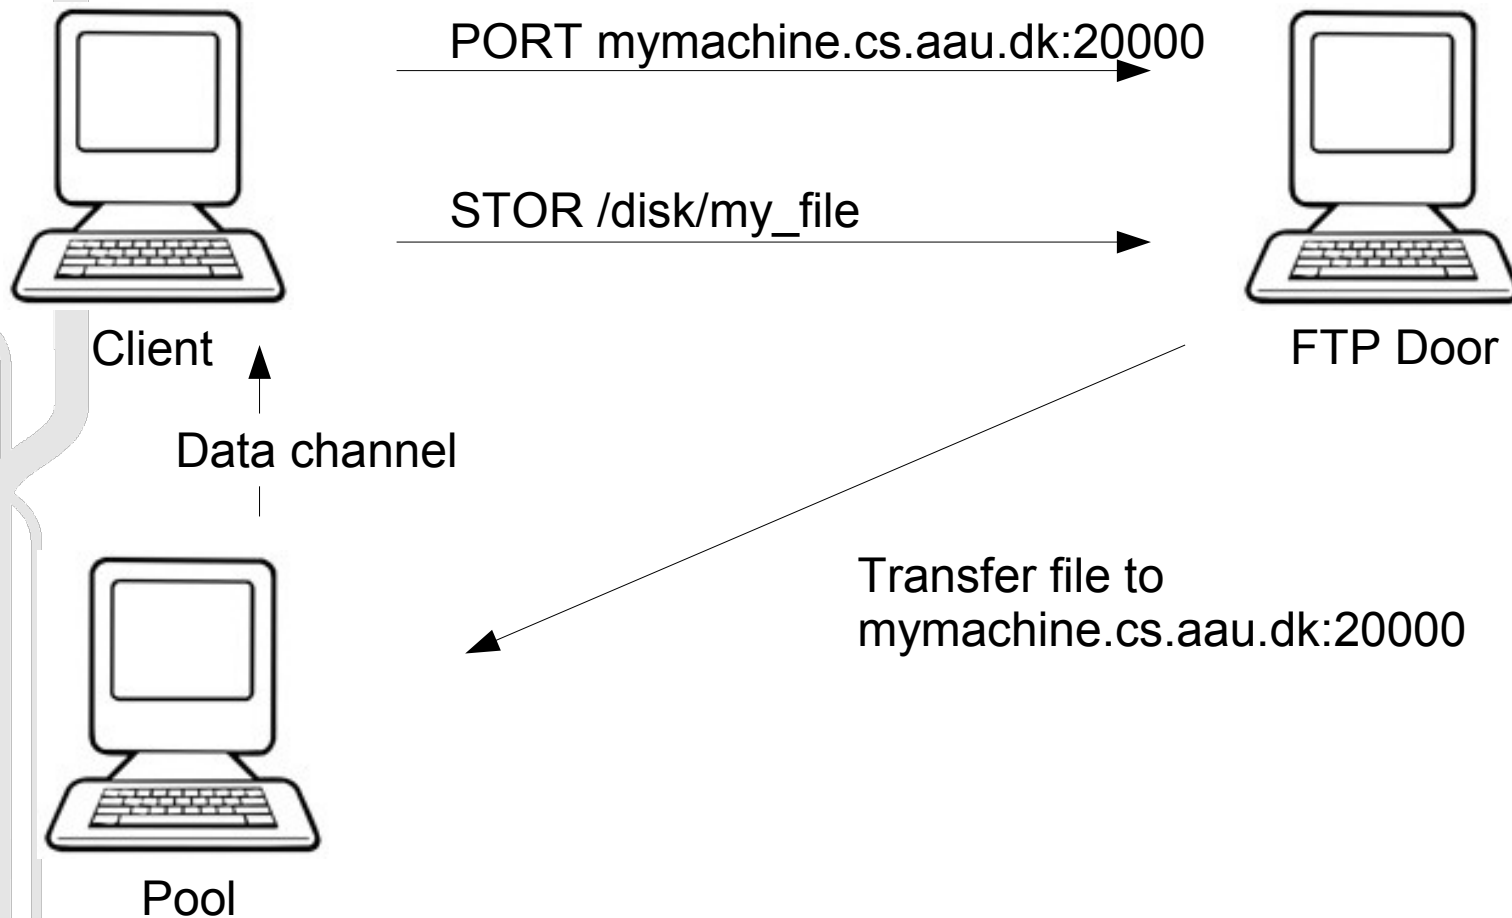 PORT mymachine.cs.aau.dk:20000
STOR /disk/my_file
Client
FTP Door
Data channel
Transfer file to
mymachine.cs.aau.dk:20000
Pool